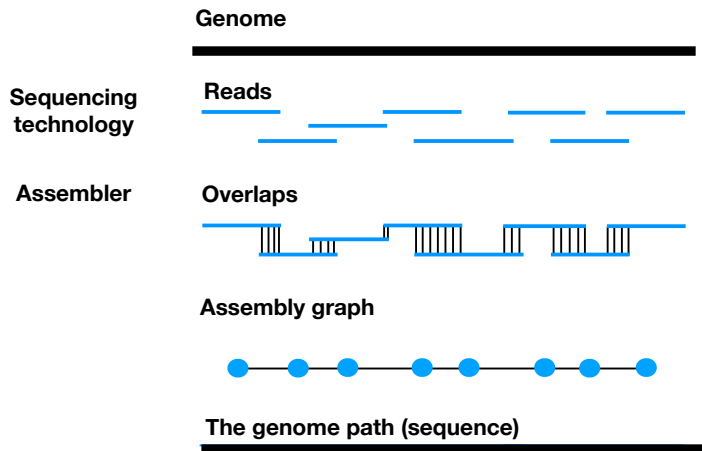 Genome
Sequencing
technology
Reads
Assembler
Overlaps
Assembly graph
The genome path (sequence)